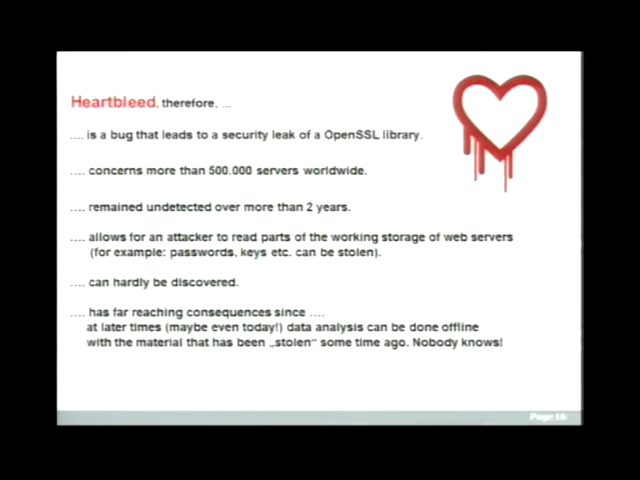 Heartbleed, therefore, ...
.... is a bug that leads to a security leak of a OpenSSL library.
.... concerns more than 500.000 servers worldwide.
.... remained undetected over more than 2 years.
.... allows for an attacker to read parts of the working storage of web servers
(for example: passwords, keys etc. can be stolen).
.... can hardly be discovered.
.... has far reaching consequences since ....
at later times (maybe even today!) data analysis can be done offline
with the material that has been „stolen“ some time ago. Nobody knows!
Page 16